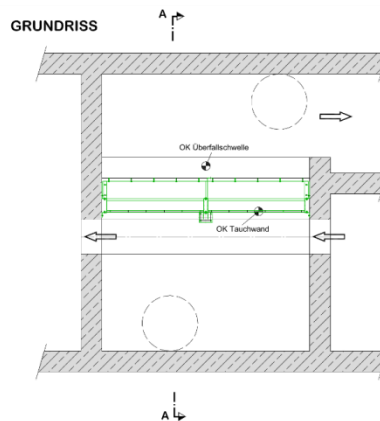 A
GRUNDRISS
OK Überfallschwelle
OK Tauchwand
A